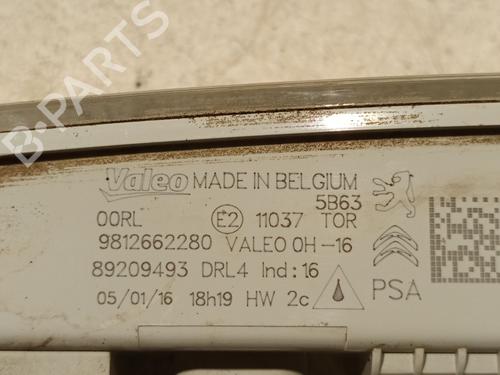 B-PARTS
Valeo MADE IN BELGIUM
5B63
00RL E2 11037 TOR
9812662280 VALEO 0H-16
89209493 DRL4 Ind:16
05/01/16 18h19 HW 2c PSA